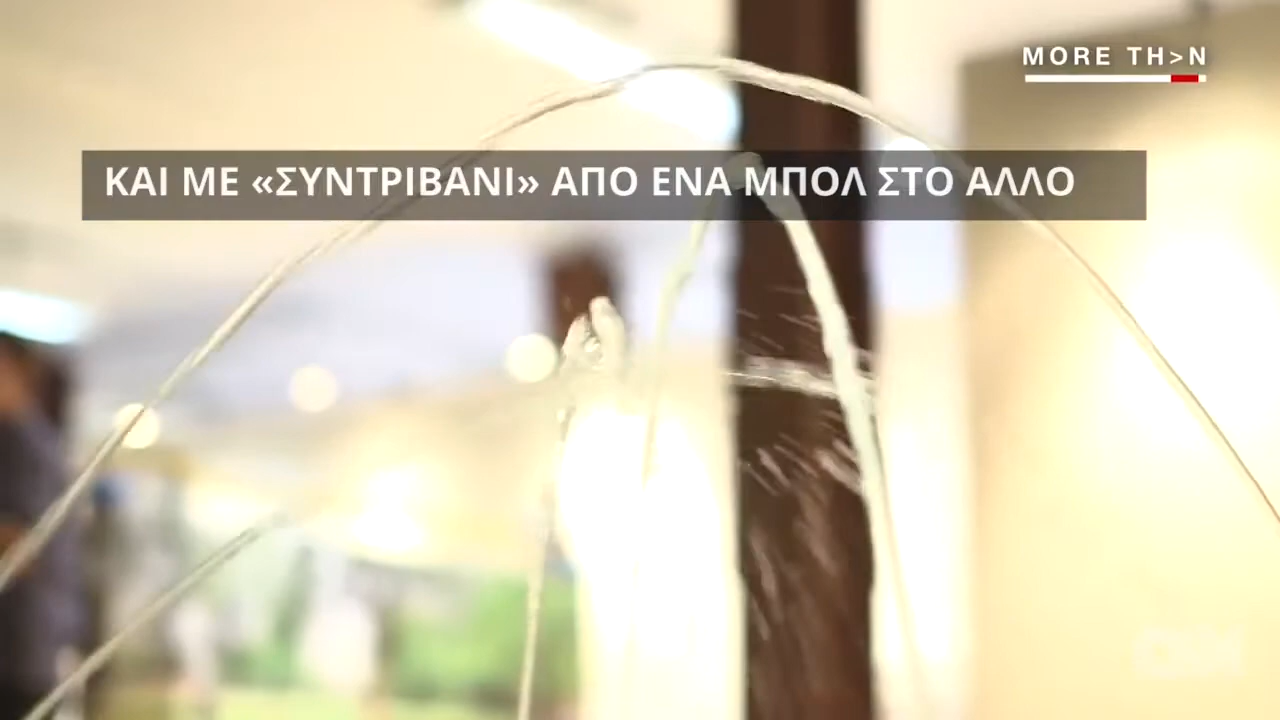 MORE TH>N
ΚΑΙ ΜΕ «ΣΥΝΤΡΙΒΑΝΙ» ΑΠΟ ΕΝΑ ΜΠΟΛ ΣΤΟ ΑΛΛΟ